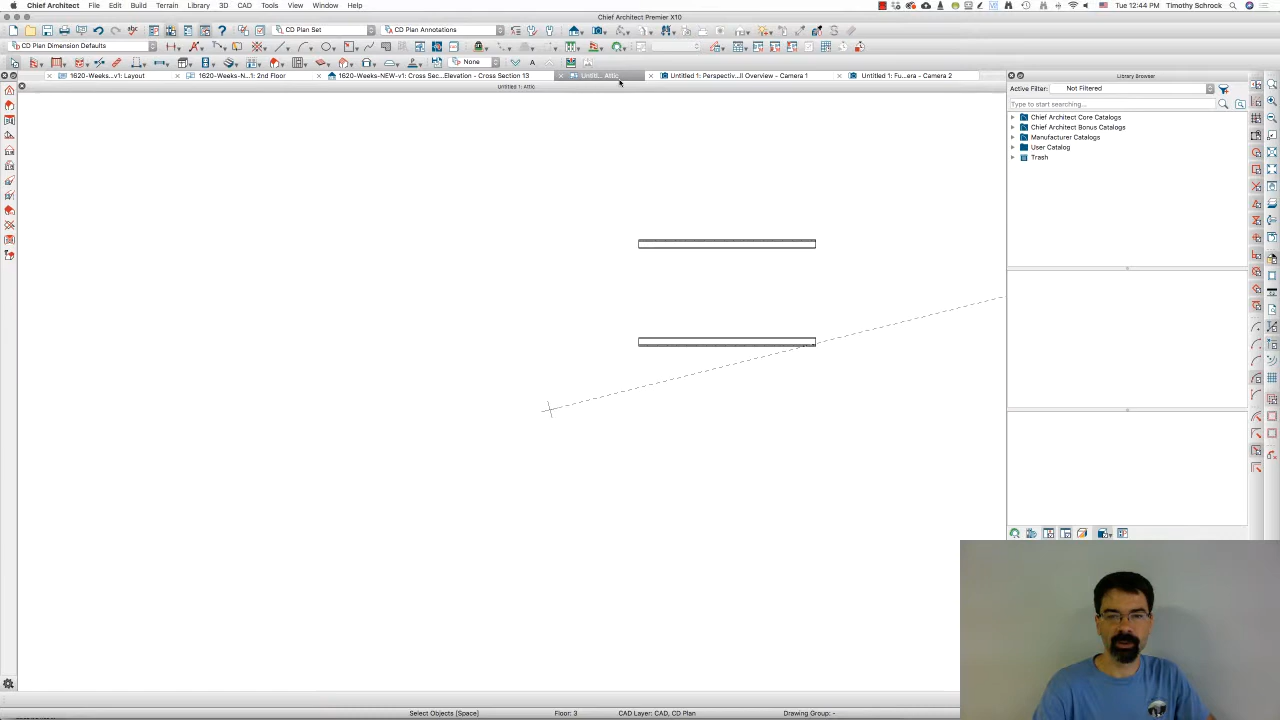 Chief Architect File Edit Build Terrain Library 3D CAD Tools View Window Help
Tue 12:44 PM Timothy Schrock
Chief Architect Premier X10
CD Plan Set
CD Plan Annotations
CD Plan Dimension Defaults
None
1620-Weeks...v1: Layout
1620-Weeks-N...1: 2nd Floor
1620-Weeks-NEW-v1: Cross Sec...Elevation - Cross Section 13
Untitl... Attic
Untitled 1: Perspectiv...ll Overview - Camera 1
Untitled 1: Fu...era - Camera 2
Untitled 1: Attic
Library Browser
Active Filter: Not Filtered
Type to start searching...
Chief Architect Core Catalogs
Chief Architect Bonus Catalogs
Manufacturer Catalogs
User Catalog
Trash
Select Objects [Space]
Floor: 3
CAD Layer: CAD, CD Plan
Drawing Group: -